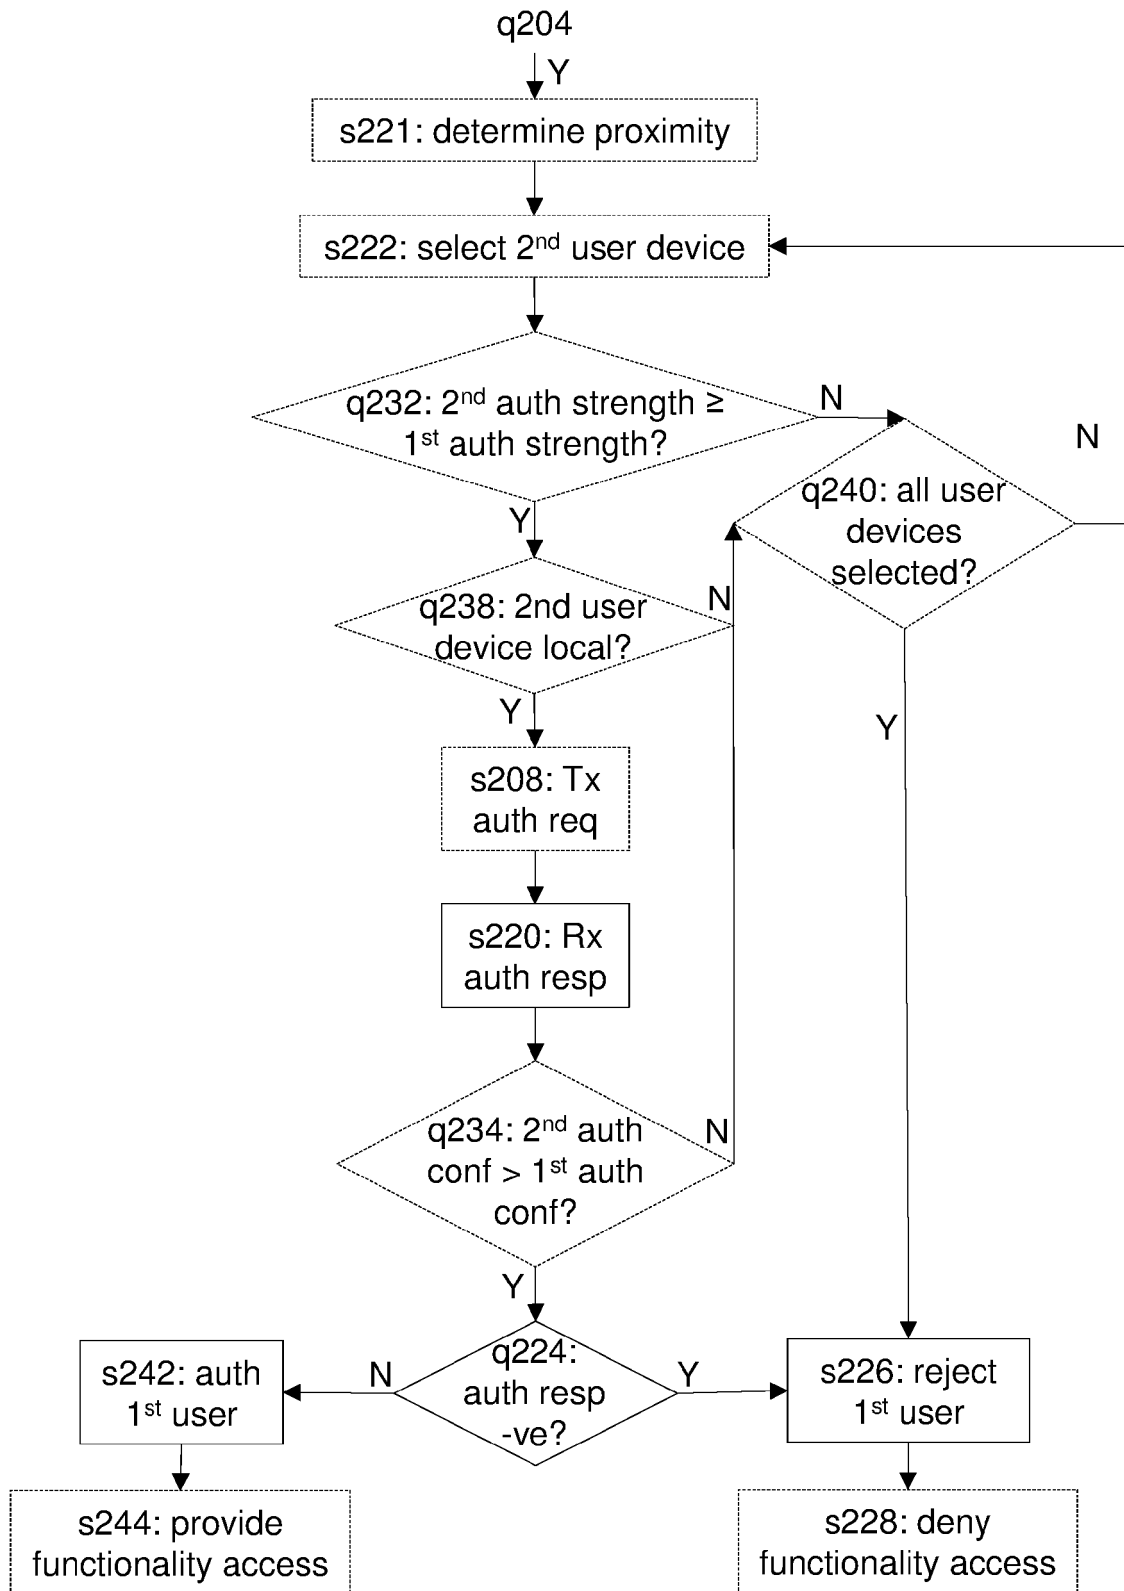 q204
Y
s221: determine proximity
s222: select 2nd user device
q232: 2nd auth strength ≥
1st auth strength?
N
N
Y
q240: all user
devices
selected?
q238: 2nd user
device local?
N
Y
Y
s208: Tx
auth req
s220: Rx
auth resp
q234: 2nd auth
conf > 1st auth
conf?
N
Y
q224:
auth resp
-ve?
N
Y
s242: auth
1st user
s226: reject
1st user
s244: provide
functionality access
s228: deny
functionality access